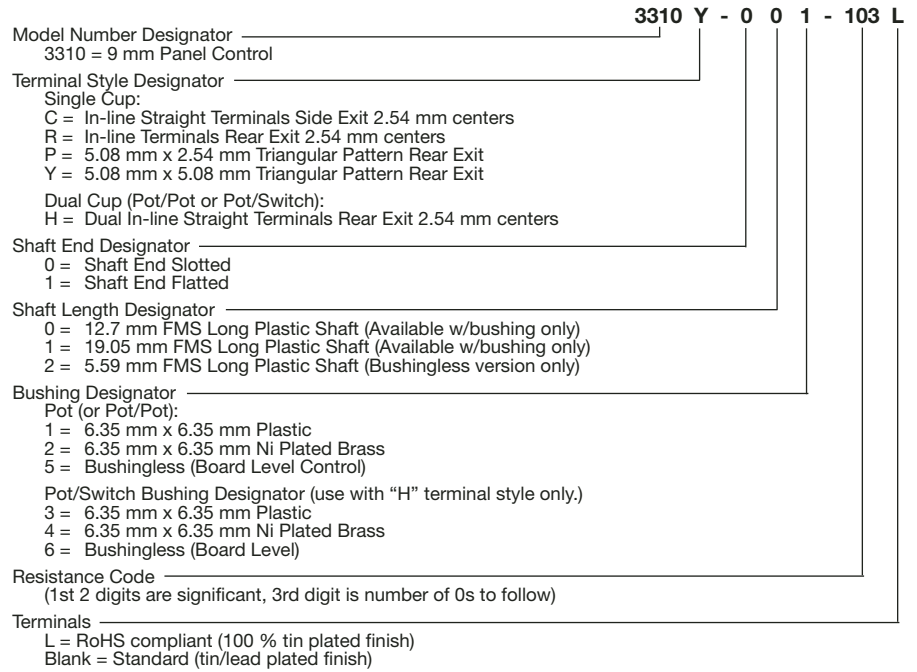 3310 Y - 0 0 1 - 103 L
Model Number Designator
3310 = 9 mm Panel Control
Terminal Style Designator
Single Cup:
C = In-line Straight Terminals Side Exit 2.54 mm centers
R = In-line Terminals Rear Exit 2.54 mm centers
P = 5.08 mm x 2.54 mm Triangular Pattern Rear Exit
Y = 5.08 mm x 5.08 mm Triangular Pattern Rear Exit
Dual Cup (Pot/Pot or Pot/Switch):
H = Dual In-line Straight Terminals Rear Exit 2.54 mm centers
Shaft End Designator
0 = Shaft End Slotted
1 = Shaft End Flatted
Shaft Length Designator
0 = 12.7 mm FMS Long Plastic Shaft (Available w/bushing only)
1 = 19.05 mm FMS Long Plastic Shaft (Available w/bushing only)
2 = 5.59 mm FMS Long Plastic Shaft (Bushingless version only)
Bushing Designator
Pot (or Pot/Pot):
1 = 6.35 mm x 6.35 mm Plastic
2 = 6.35 mm x 6.35 mm Ni Plated Brass
5 = Bushingless (Board Level Control)
Pot/Switch Bushing Designator (use with “H” terminal style only.)
3 = 6.35 mm x 6.35 mm Plastic
4 = 6.35 mm x 6.35 mm Ni Plated Brass
6 = Bushingless (Board Level)
Resistance Code
(1st 2 digits are significant, 3rd digit is number of 0s to follow)
Terminals
L = RoHS compliant (100 % tin plated finish)
Blank = Standard (tin/lead plated finish)